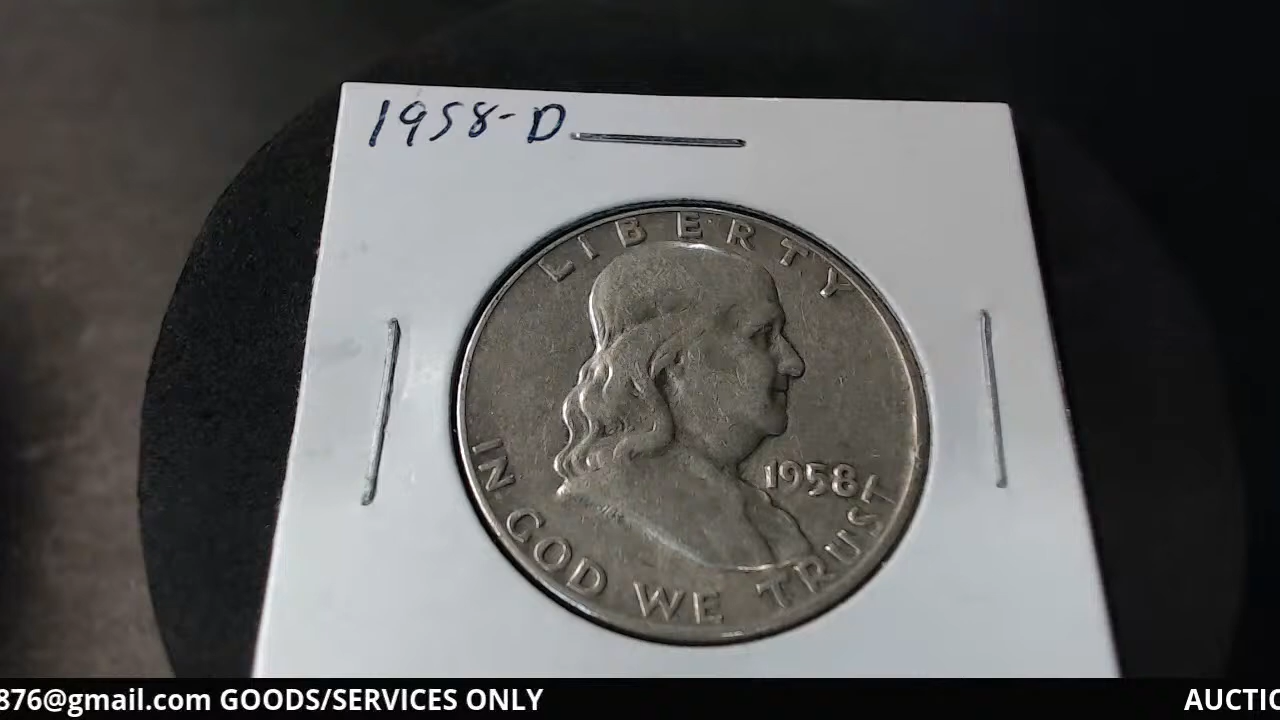 1958-D
LIBERTY
IN GOD WE TRUST
1958
876@gmail.com GOODS/SERVICES ONLY
AUCTIO